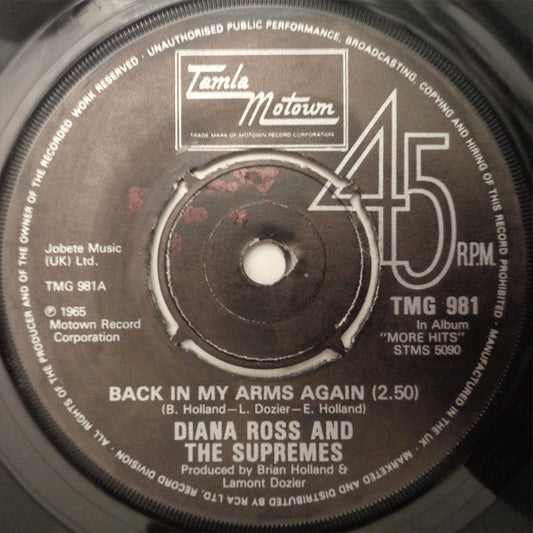 UNAUTHORISED PUBLIC PERFORMANCE, BROADCASTING, COPYING AND HIRING OF THIS RECORD PROHIBITED. MANUFACTURED IN THE UK. MARKETED AND DISTRIBUTED BY RCA LTD. RECORD DIVISION - ALL RIGHTS OF THE PRODUCER AND OF THE OWNER OF THE RECORDED WORK RESERVED -
Tamla
Motown
TRADE MARK OF MOTOWN RECORD CORPORATION
45
R.P.M.
Jobete Music
(UK) Ltd.
TMG 981A
℗ 1965
Motown Record
Corporation
TMG 981
In Album
"MORE HITS"
STMS 5090
BACK IN MY ARMS AGAIN (2.50)
(B. Holland—L. Dozier—E. Holland)
DIANA ROSS AND
THE SUPREMES
Produced by Brian Holland &
Lamont Dozier